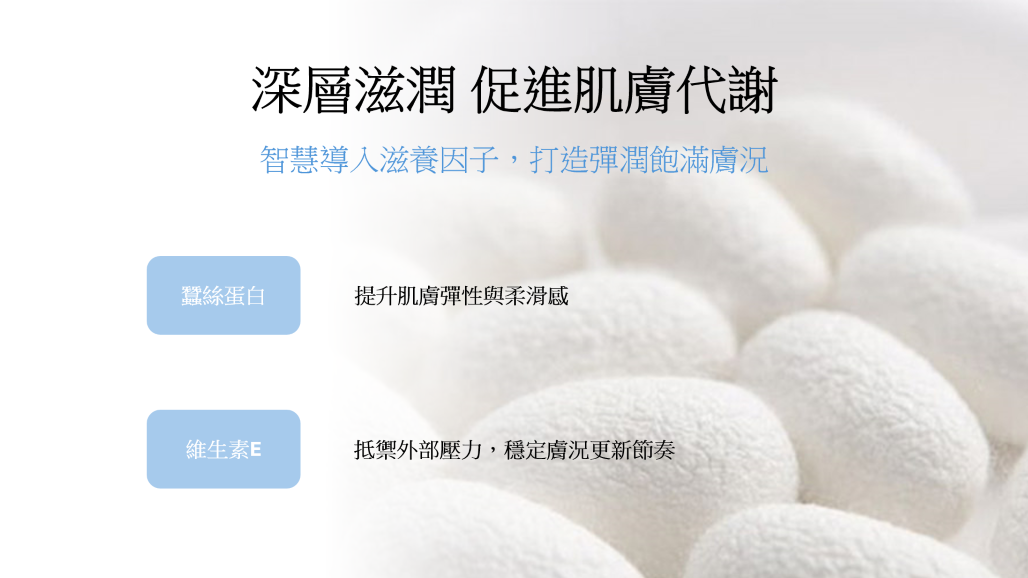 深層滋潤 促進肌膚代謝
智慧導入滋養因子，打造彈潤飽滿膚況
蠶絲蛋白
提升肌膚彈性與柔滑感
維生素E
抵禦外部壓力，穩定膚況更新節奏